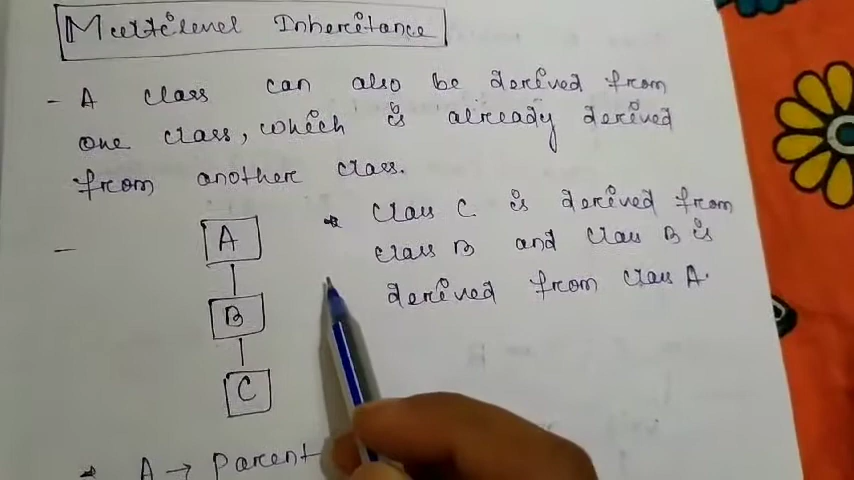 Multilevel Inheritance
- A class can also be derived from
one class, which is already derived
from another class.
* class C is derived from
class B and class B is
derived from class A.
-
A
B
C
* A → Parent